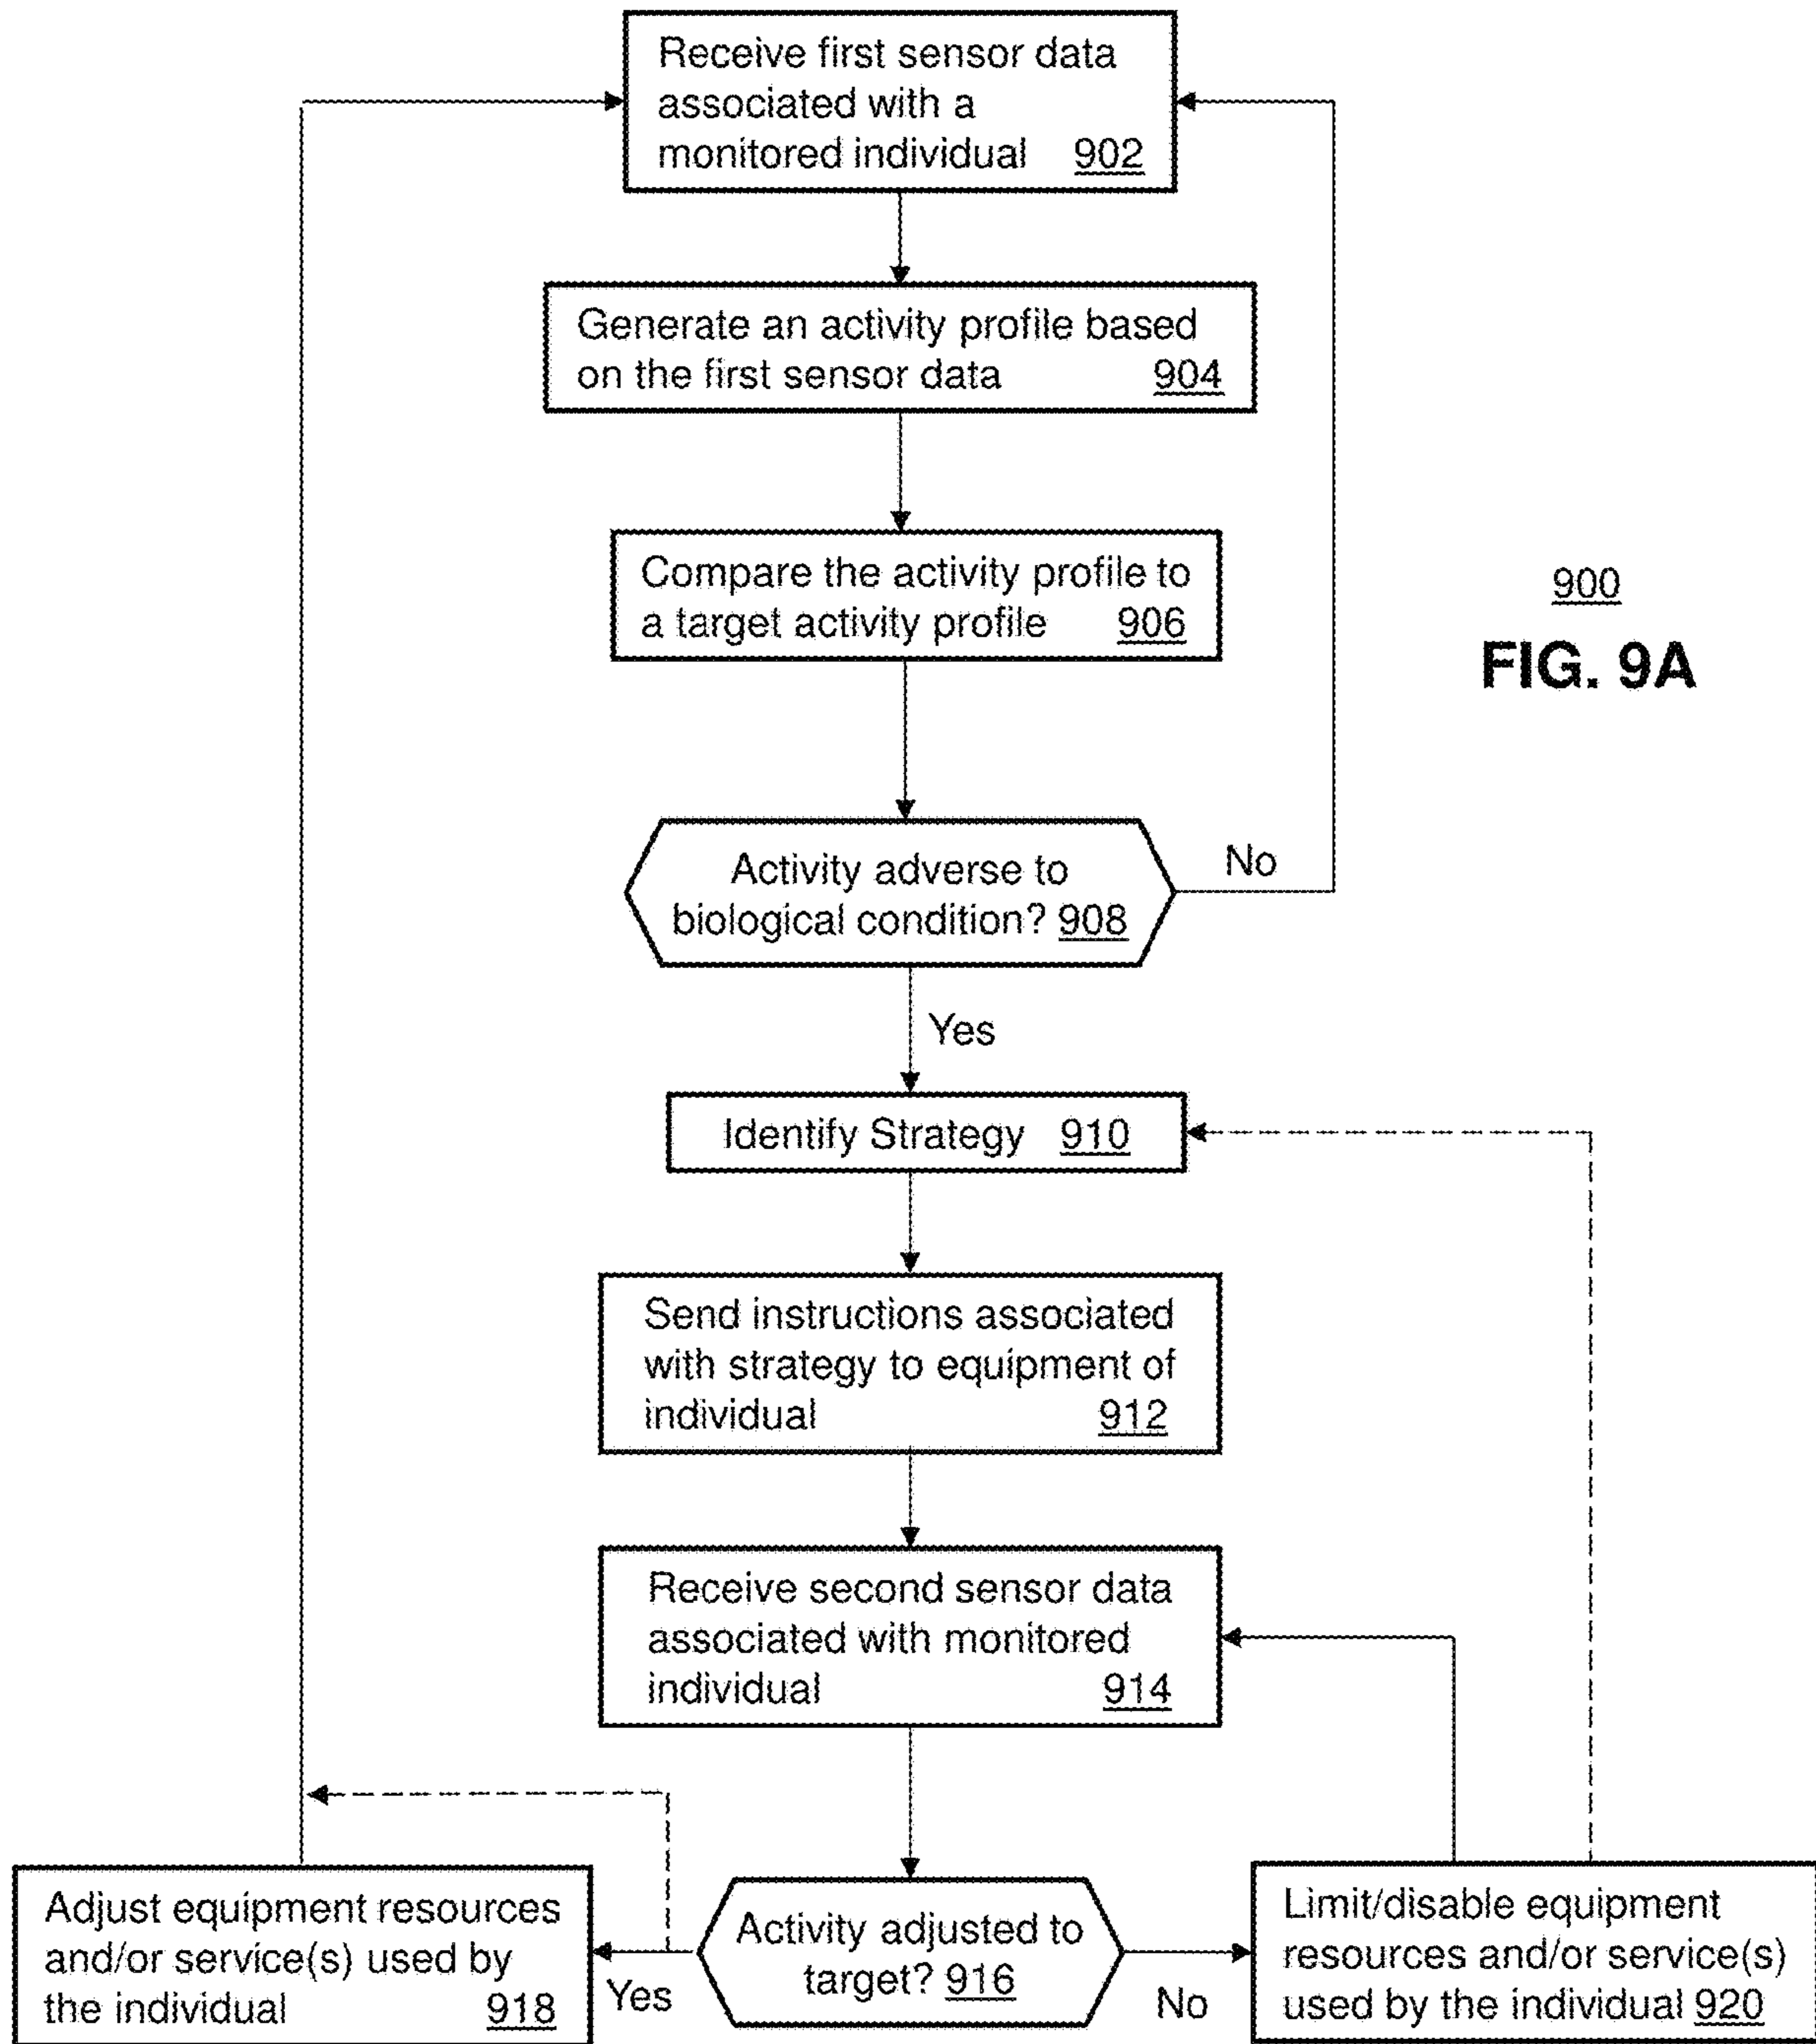 Receive first sensor data
associated with a
monitored individual 902
Generate an activity profile based
on the first sensor data 904
Compare the activity profile to
a target activity profile 906
900
FIG. 9A
Activity adverse to
biological condition? 908
No
Yes
Identify Strategy 910
Send instructions associated
with strategy to equipment of
individual 912
Receive second sensor data
associated with monitored
individual 914
Adjust equipment resources
and/or service(s) used by
the individual 918
Yes
Activity adjusted to
target? 916
No
Limit/disable equipment
resources and/or service(s)
used by the individual 920